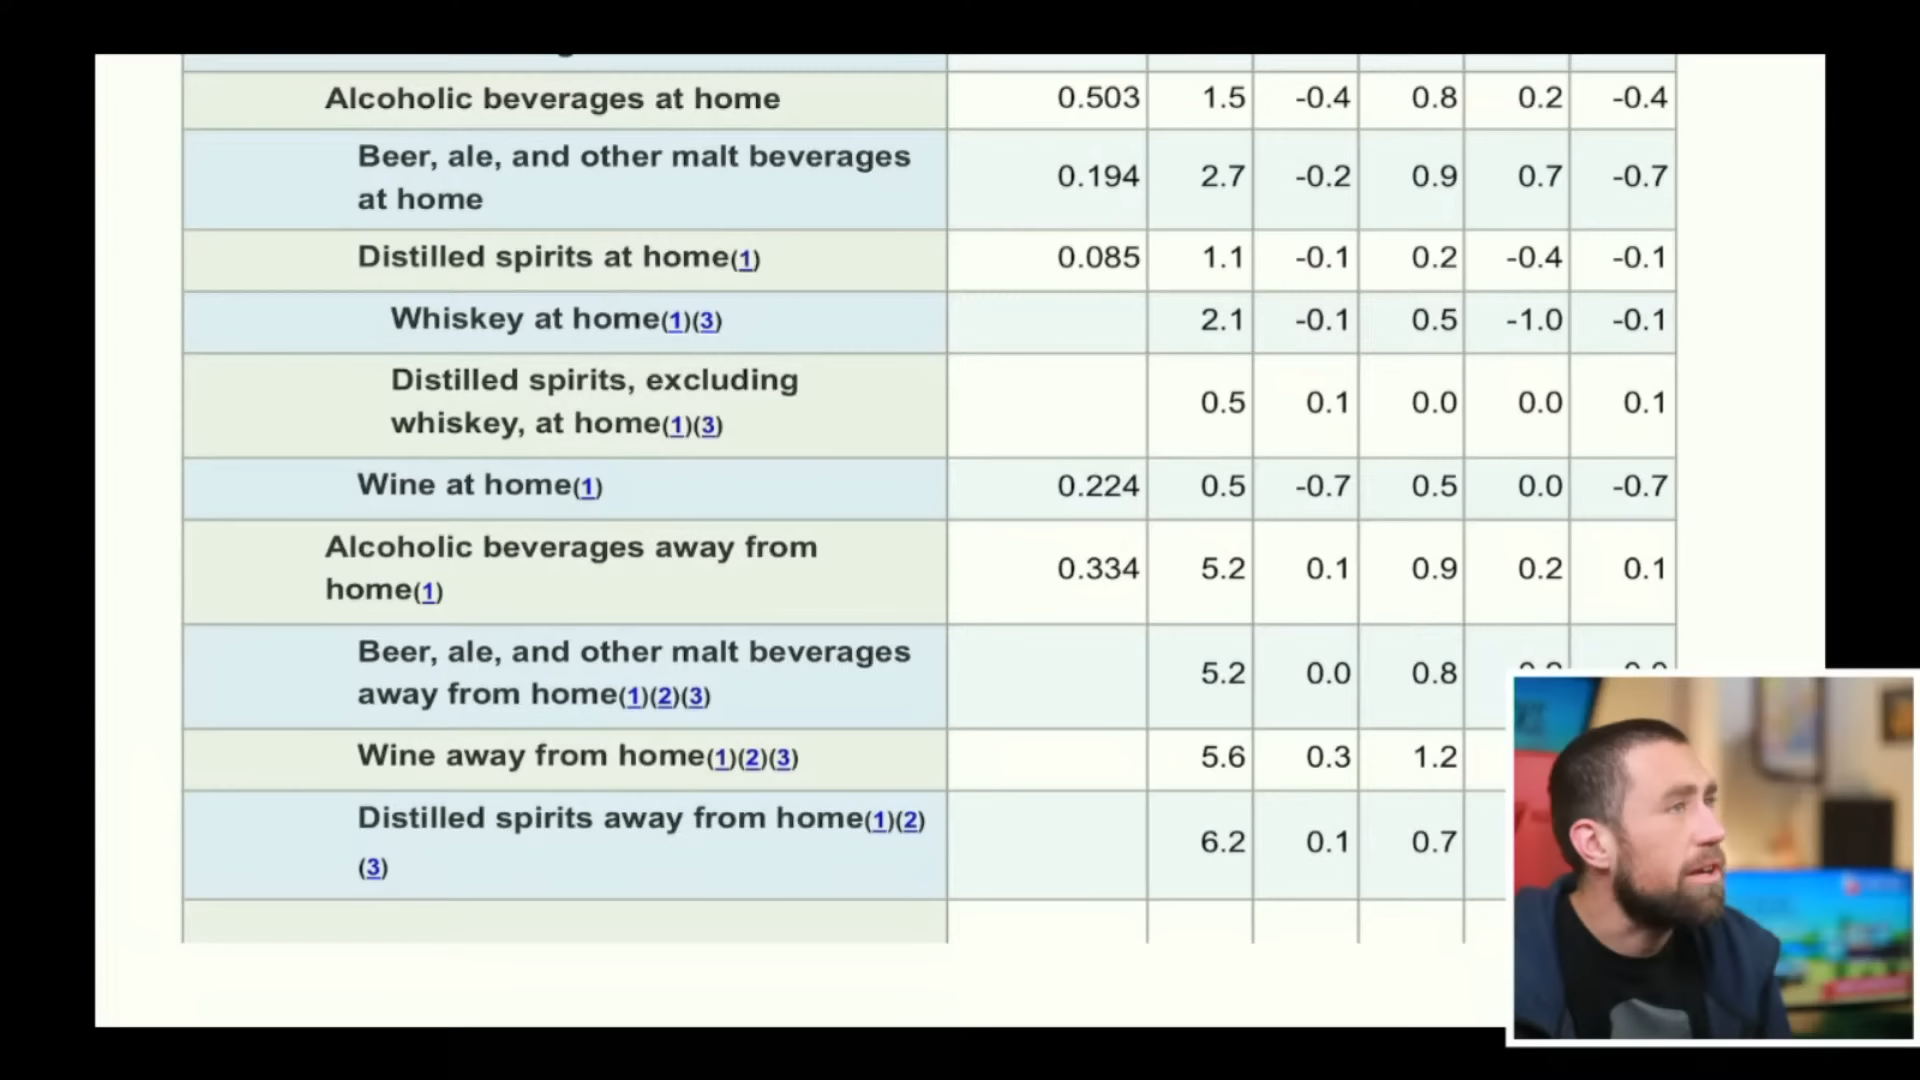 Alcoholic beverages at home 0.503 1.5 -0.4 0.8 0.2 -0.4
Beer, ale, and other malt beverages
at home 0.194 2.7 -0.2 0.9 0.7 -0.7
Distilled spirits at home(1) 0.085 1.1 -0.1 0.2 -0.4 -0.1
Whiskey at home(1)(3) 2.1 -0.1 0.5 -1.0 -0.1
Distilled spirits, excluding
whiskey, at home(1)(3) 0.5 0.1 0.0 0.0 0.1
Wine at home(1) 0.224 0.5 -0.7 0.5 0.0 -0.7
Alcoholic beverages away from
home(1) 0.334 5.2 0.1 0.9 0.2 0.1
Beer, ale, and other malt beverages
away from home(1)(2)(3) 5.2 0.0 0.8
Wine away from home(1)(2)(3) 5.6 0.3 1.2
Distilled spirits away from home(1)(2)
(3) 6.2 0.1 0.7